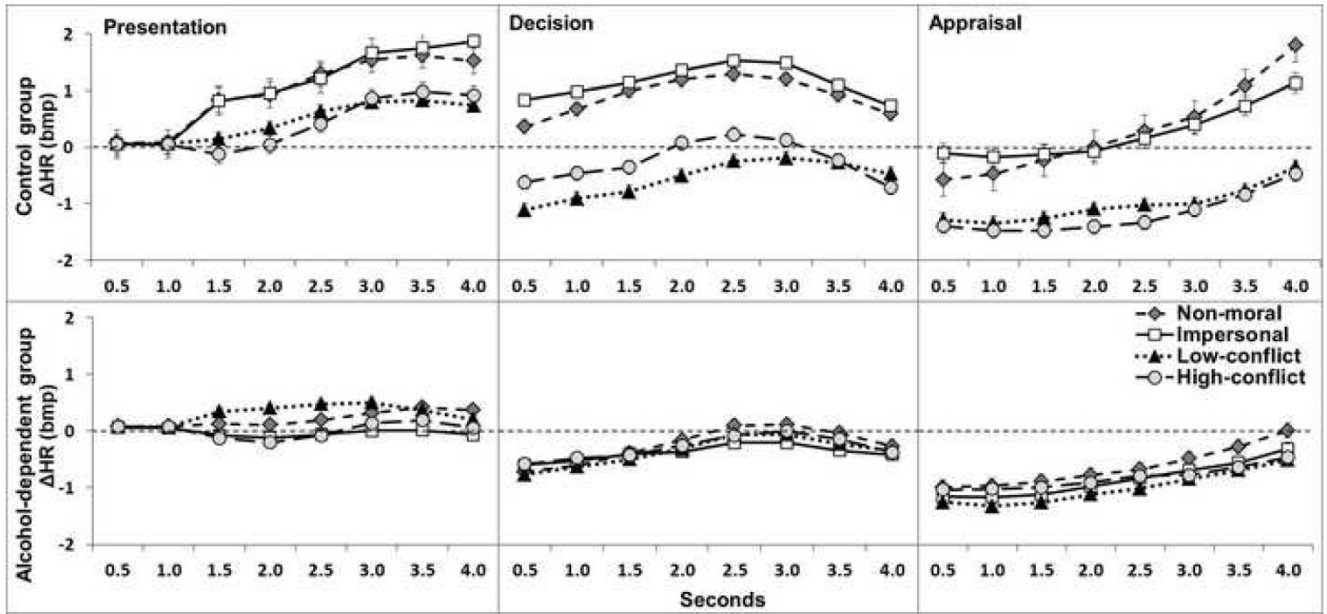 Presentation
Decision
Appraisal
Control group
ΔHR (bmp)
2
1
0
-1
-2
0.5 1.0 1.5 2.0 2.5 3.0 3.5 4.0
0.5 1.0 1.5 2.0 2.5 3.0 3.5 4.0
0.5 1.0 1.5 2.0 2.5 3.0 3.5 4.0
Alcohol-dependent group
ΔHR (bmp)
2
1
0
-1
-2
Non-moral
Impersonal
Low-conflict
High-conflict
0.5 1.0 1.5 2.0 2.5 3.0 3.5 4.0
0.5 1.0 1.5 2.0 2.5 3.0 3.5 4.0
0.5 1.0 1.5 2.0 2.5 3.0 3.5 4.0
Seconds